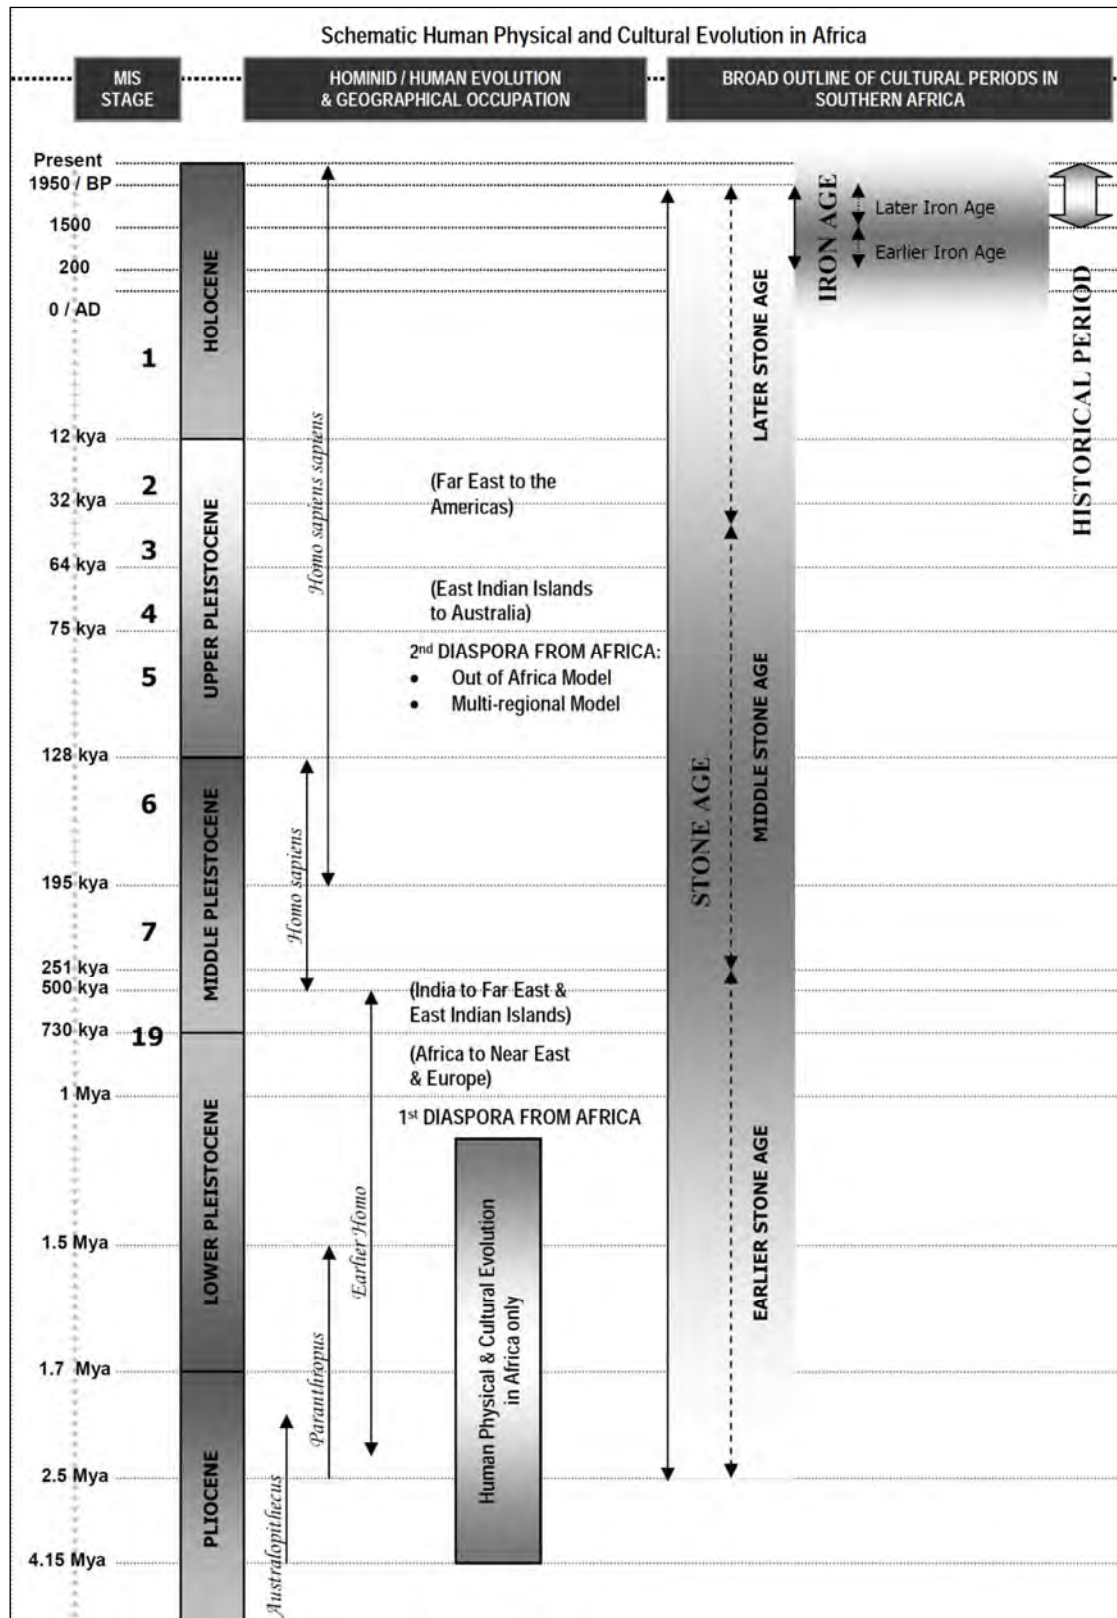 Schematic Human Physical and Cultural Evolution in Africa
MIS
STAGE
HOMINID / HUMAN EVOLUTION
& GEOGRAPHICAL OCCUPATION
BROAD OUTLINE OF CULTURAL PERIODS IN
SOUTHERN AFRICA
Present
1950 / BP
1500
200
0 / AD
12 kya
32 kya
64 kya
75 kya
128 kya
195 kya
251 kya
500 kya
730 kya
1 Mya
1.5 Mya
1.7 Mya
2.5 Mya
4.15 Mya
1
2
3
4
5
6
7
19
HOLOCENE
UPPER PLEISTOCENE
MIDDLE PLEISTOCENE
LOWER PLEISTOCENE
PLIOCENE
Homo sapiens sapiens
Homo sapiens
Earlier Homo
Paranthropus
Australopithecus
(Far East to the
Americas)
(East Indian Islands
to Australia)
2nd DIASPORA FROM AFRICA:
• Out of Africa Model
• Multi-regional Model
(India to Far East &
East Indian Islands)
(Africa to Near East
& Europe)
1st DIASPORA FROM AFRICA
Human Physical & Cultural Evolution
in Africa only
STONE AGE
LATER STONE AGE
MIDDLE STONE AGE
EARLIER STONE AGE
IRON AGE
Later Iron Age
Earlier Iron Age
HISTORICAL PERIOD